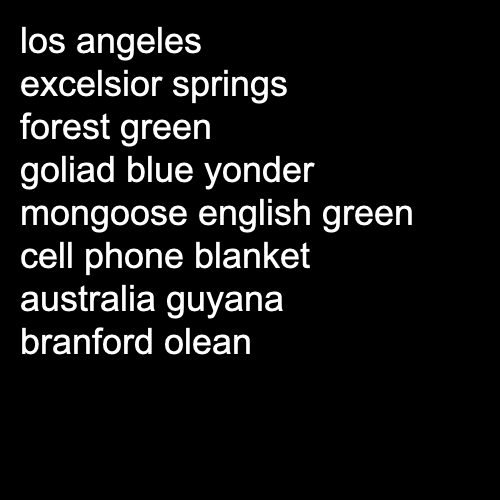 los angeles
excelsior springs
forest green
goliad blue yonder
mongoose english green
cell phone blanket
australia guyana
branford olean